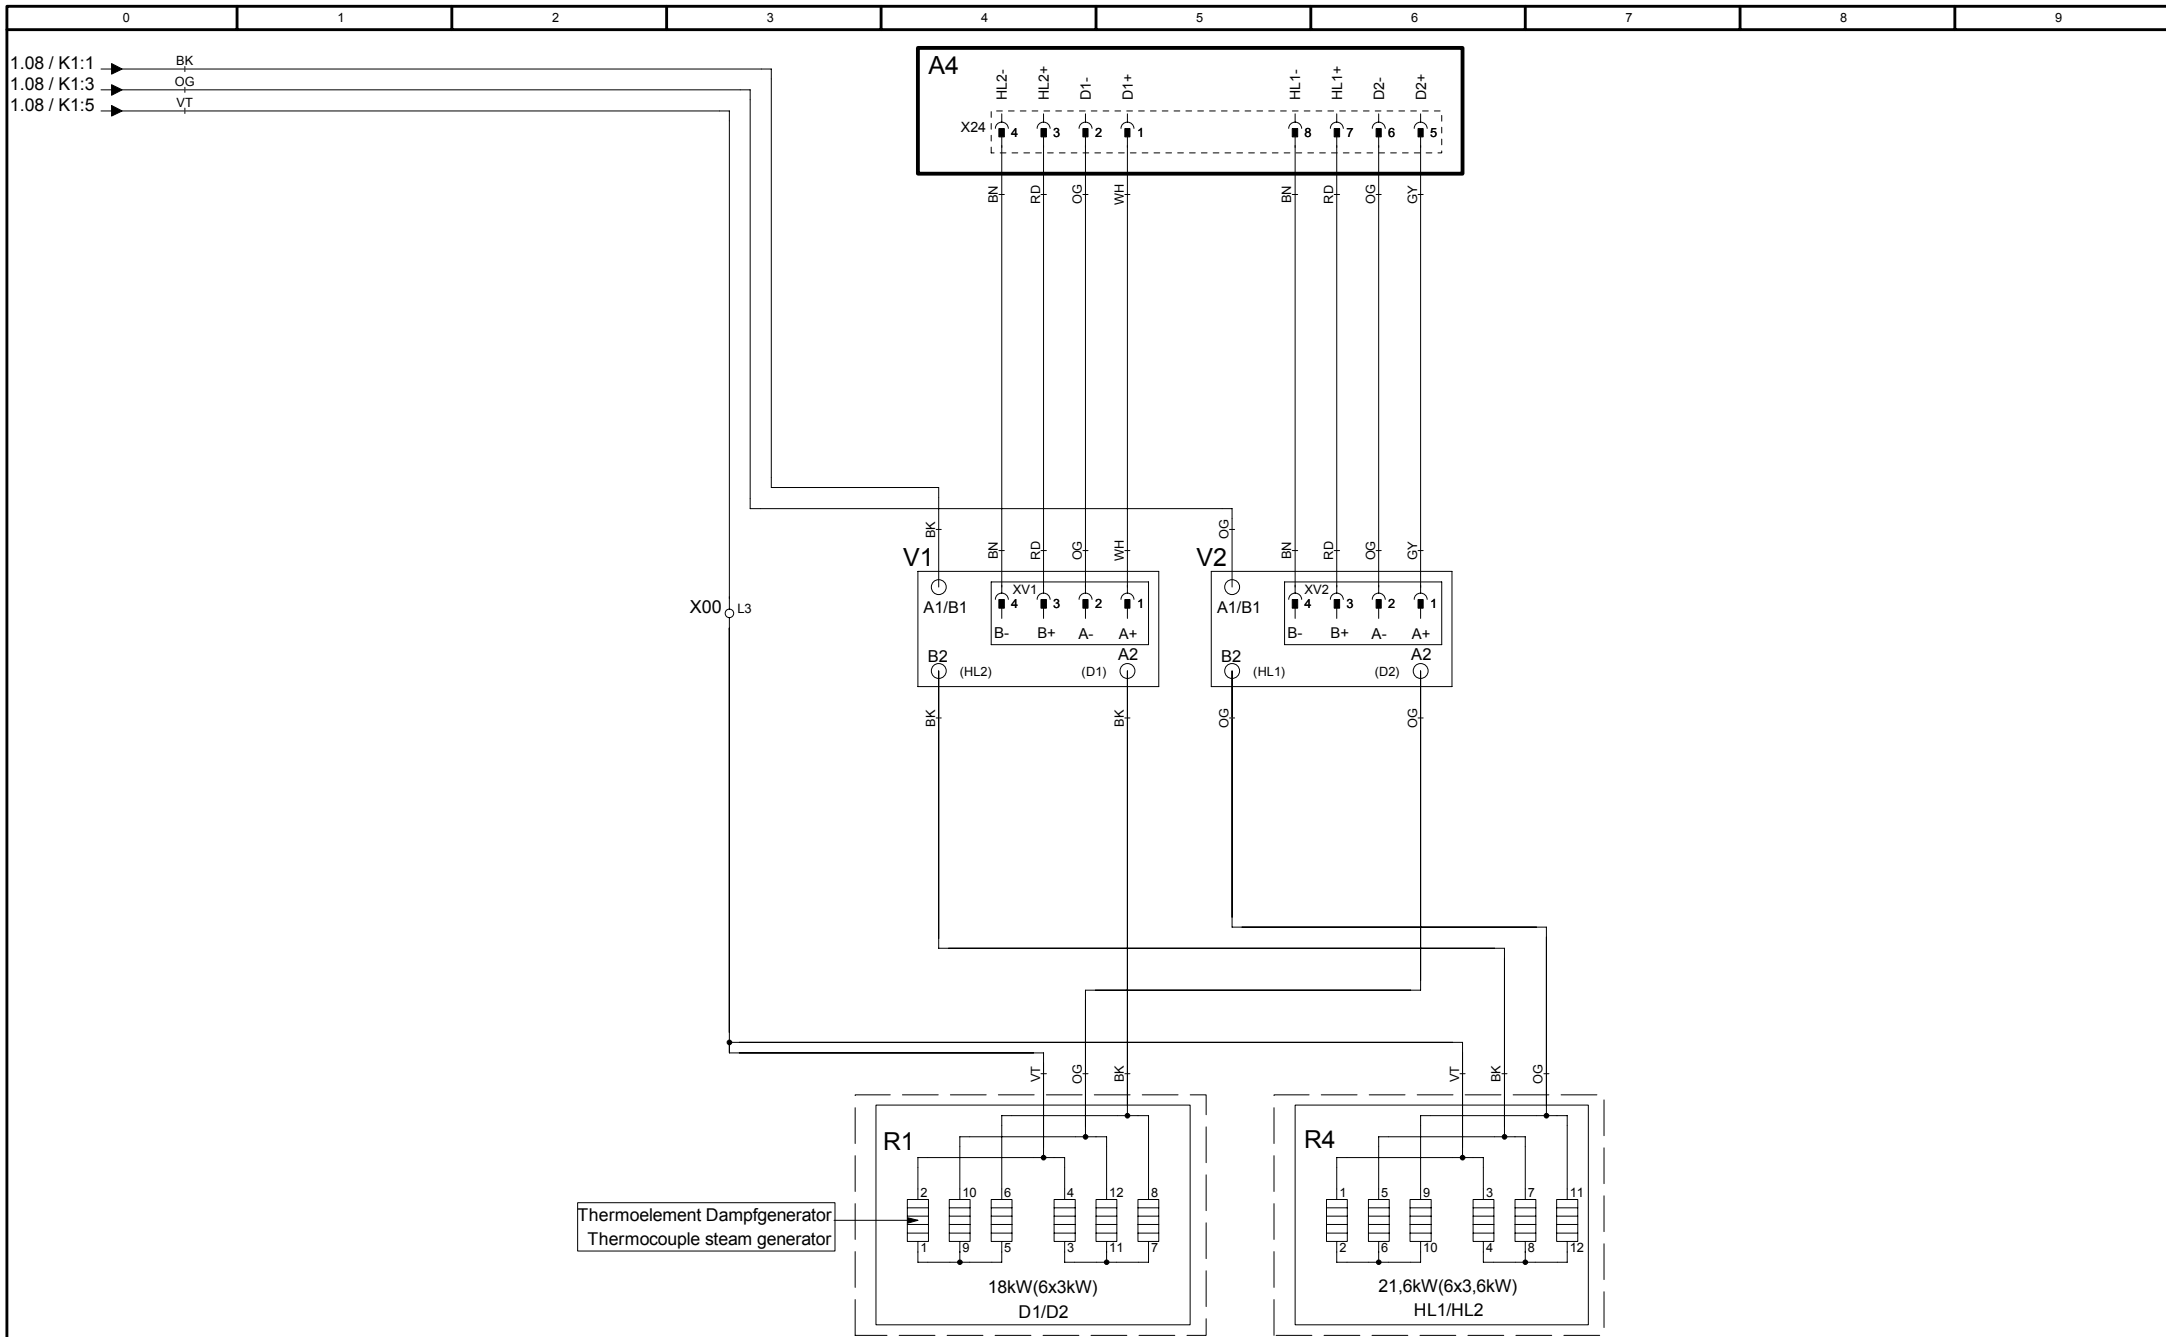 0 1 2 3 4 5 6 7 8 9
1.08 / K1:1 BK
1.08 / K1:3 OG
1.08 / K1:5 VT
A4
HL2- HL2+ D1- D1+ HL1- HL1+ D2- D2+
X24 4 3 2 1 8 7 6 5
BN RD OG WH BN RD OG GY
BK BN RD OG WH OG BN RD OG GY
V1 V2
XV1 XV2
A1/B1 4 3 2 1 A1/B1 4 3 2 1
X00 L3
B- B+ A- A+ B- B+ A- A+
B2 (HL2) (D1) A2 B2 (HL1) (D2) A2
BK BK OG OG
VT OG BK VT BK OG
R1 R4
2 10 6 4 12 8 1 5 9 3 7 11
Thermoelement Dampfgenerator
Thermocouple steam generator
1 9 5 3 11 7 2 6 10 4 8 12
18kW(6x3kW) 21,6kW(6x3,6kW)
D1/D2 HL1/HL2